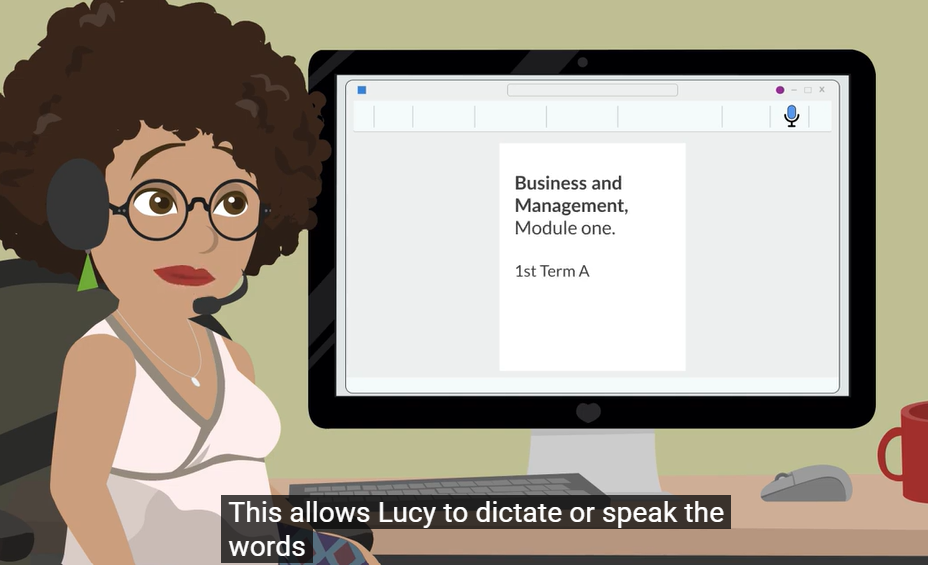 Business and
Management,
Module one.
1st Term A
This allows Lucy to dictate or speak the
words